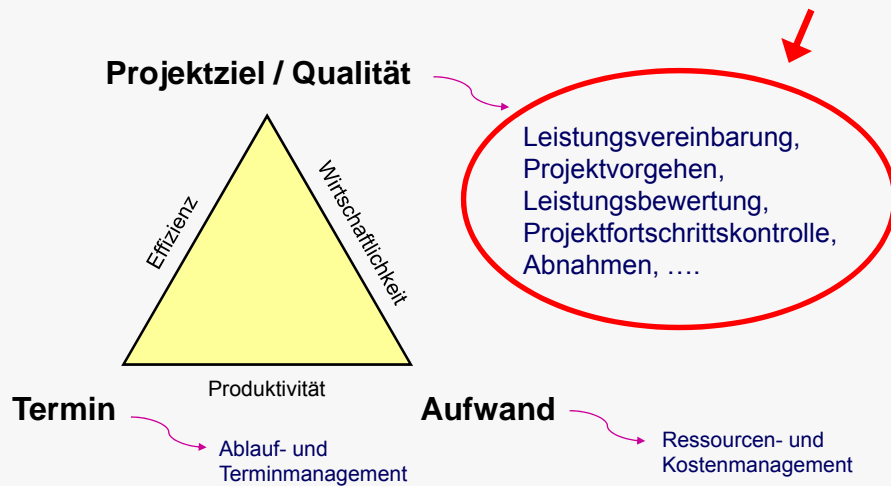 Projektziel / Qualität
Leistungsvereinbarung,
Projektvorgehen,
Leistungsbewertung,
Projektfortschrittskontrolle,
Abnahmen, ….
Effizienz
Wirtschaftlichkeit
Produktivität
Termin
Aufwand
Ablauf- und
Terminmanagement
Ressourcen- und
Kostenmanagement